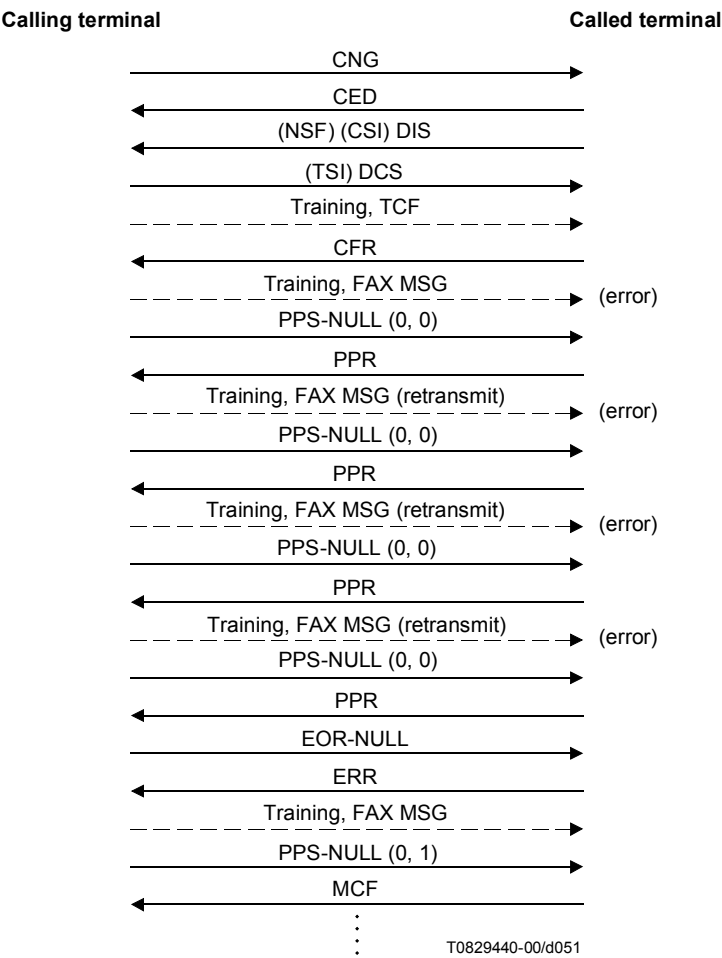 Calling terminal Called terminal
CNG
CED
(NSF) (CSI) DIS
(TSI) DCS
Training, TCF
CFR
Training, FAX MSG (error)
PPS-NULL (0, 0)
PPR
Training, FAX MSG (retransmit) (error)
PPS-NULL (0, 0)
PPR
Training, FAX MSG (retransmit) (error)
PPS-NULL (0, 0)
PPR
Training, FAX MSG (retransmit) (error)
PPS-NULL (0, 0)
PPR
EOR-NULL
ERR
Training, FAX MSG
PPS-NULL (0, 1)
MCF
T0829440-00/d051